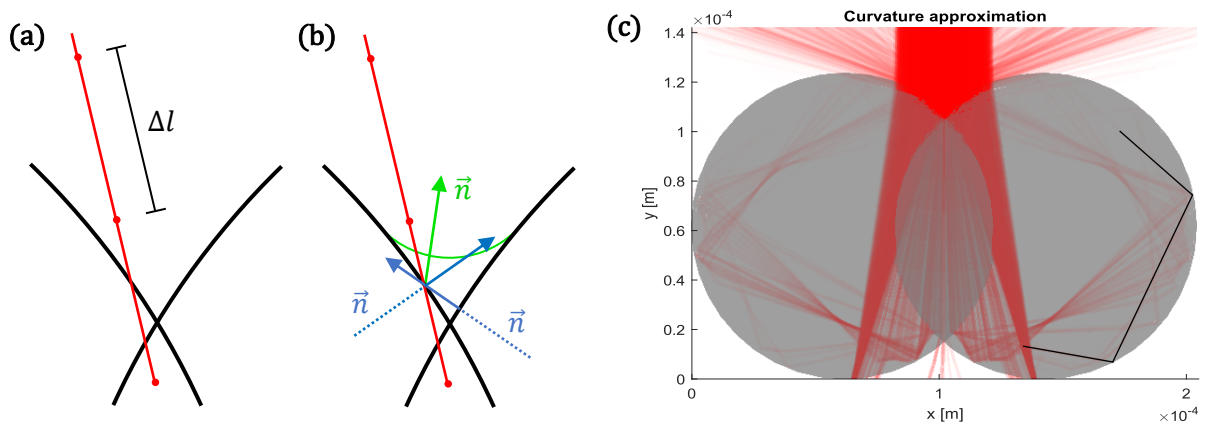 (a)
Δl
(b)
n⃗
n⃗
n⃗
(c)
Curvature approximation
×10⁻⁴
1.4
1.2
1
0.8
0.6
0.4
0.2
0
y [m]
0
1
2
x [m]
×10⁻⁴